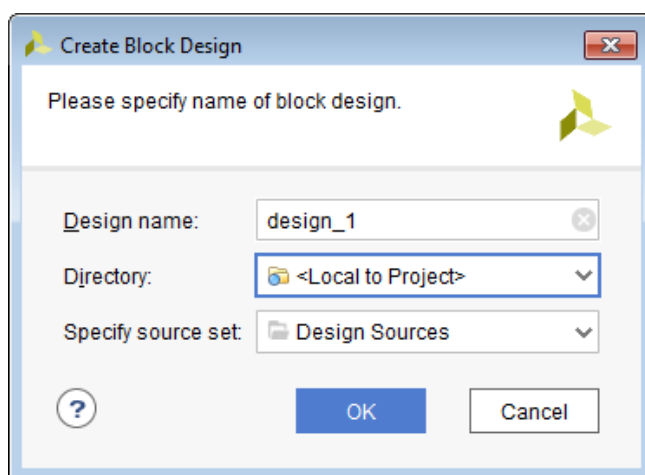 Create Block Design
Please specify name of block design.
Design name: design_1
Directory: <Local to Project>
Specify source set: Design Sources
? OK Cancel